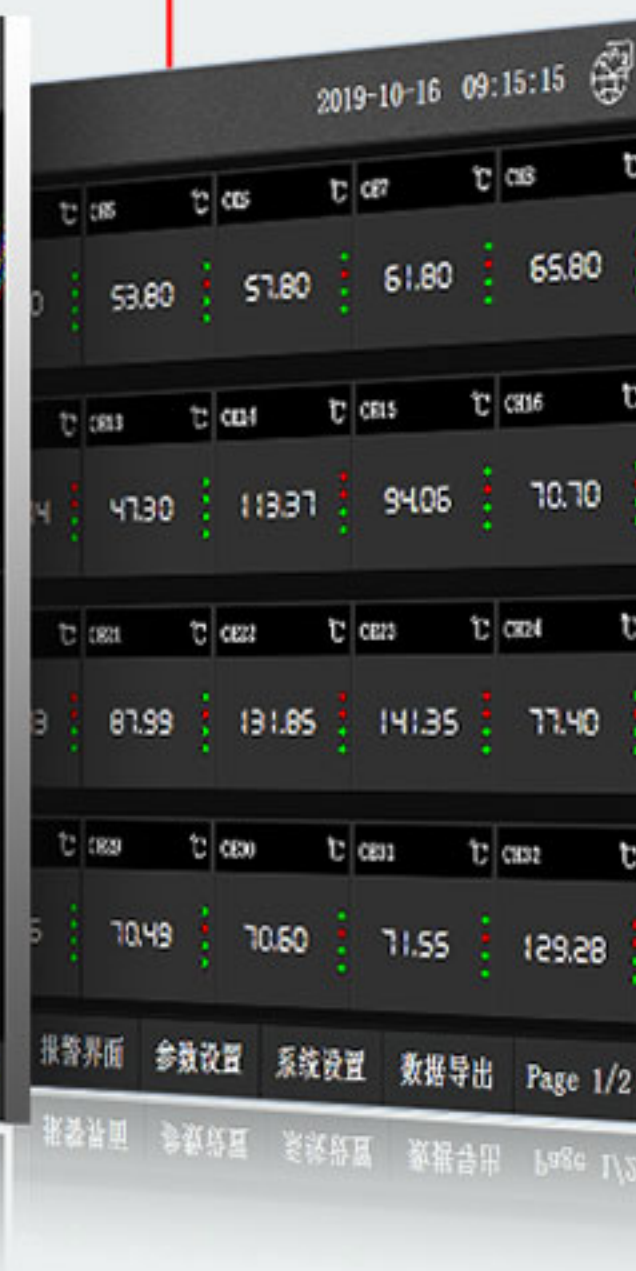 2019-10-16 09:15:15
℃ CH5 ℃ CH6 ℃ CH7 ℃ CH8
53.80 57.80 61.80 65.80
℃ CH13 ℃ CH14 ℃ CH15 ℃ CH16
47.30 113.37 94.06 70.70
℃ CH21 ℃ CH22 ℃ CH23 ℃ CH24
87.99 131.85 141.35 77.40
℃ CH29 ℃ CH30 ℃ CH31 ℃ CH32
70.49 70.60 71.55 129.28
报警界面 参数设置 系统设置 数据导出 Page 1/2